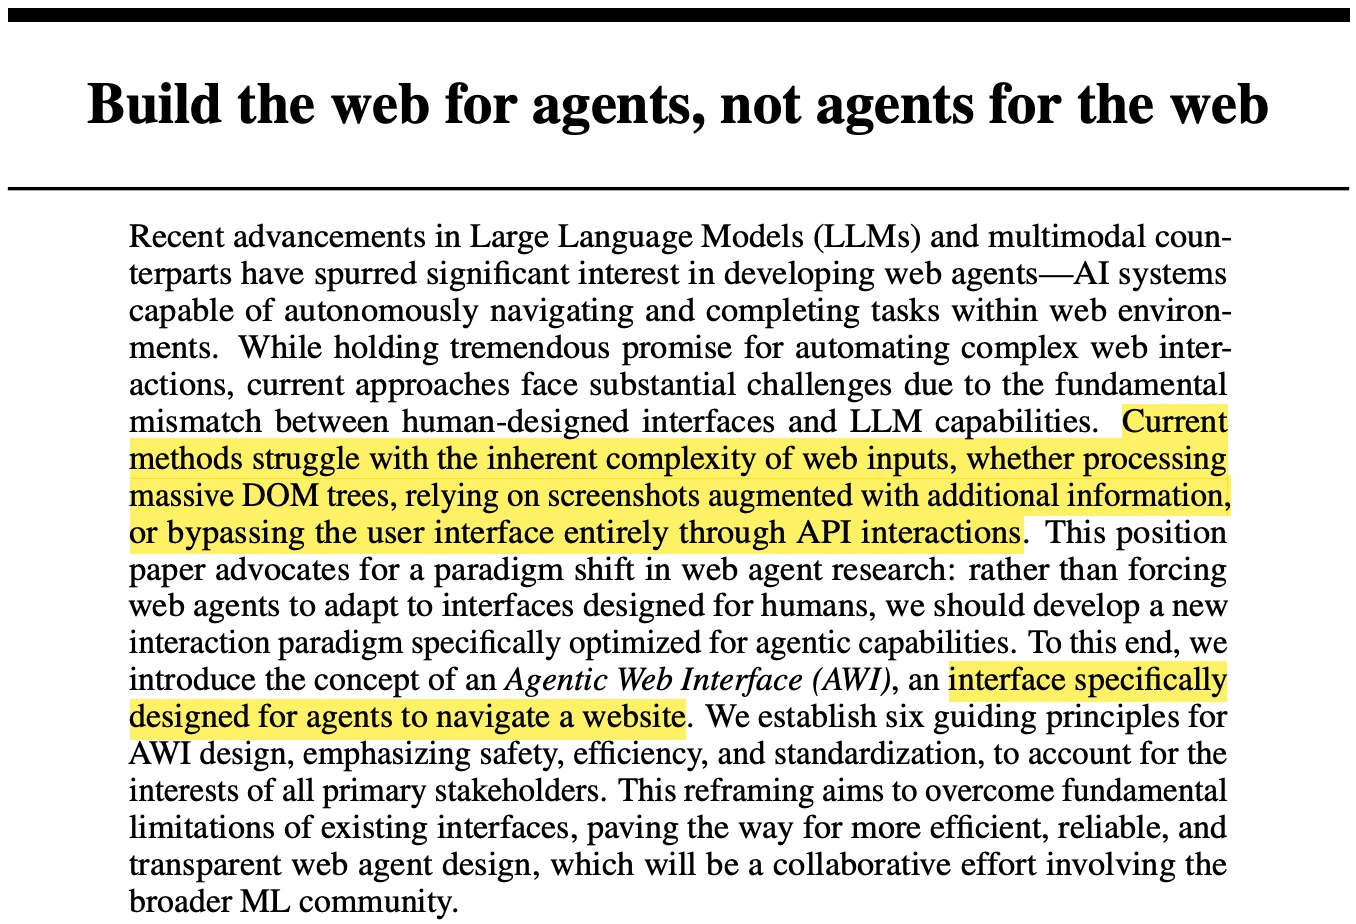 Build the web for agents, not agents for the web
Recent advancements in Large Language Models (LLMs) and multimodal coun-
terparts have spurred significant interest in developing web agents—AI systems
capable of autonomously navigating and completing tasks within web environ-
ments. While holding tremendous promise for automating complex web inter-
actions, current approaches face substantial challenges due to the fundamental
mismatch between human-designed interfaces and LLM capabilities. Current
methods struggle with the inherent complexity of web inputs, whether processing
massive DOM trees, relying on screenshots augmented with additional information,
or bypassing the user interface entirely through API interactions. This position
paper advocates for a paradigm shift in web agent research: rather than forcing
web agents to adapt to interfaces designed for humans, we should develop a new
interaction paradigm specifically optimized for agentic capabilities. To this end, we
introduce the concept of an Agentic Web Interface (AWI), an interface specifically
designed for agents to navigate a website. We establish six guiding principles for
AWI design, emphasizing safety, efficiency, and standardization, to account for the
interests of all primary stakeholders. This reframing aims to overcome fundamental
limitations of existing interfaces, paving the way for more efficient, reliable, and
transparent web agent design, which will be a collaborative effort involving the
broader ML community.